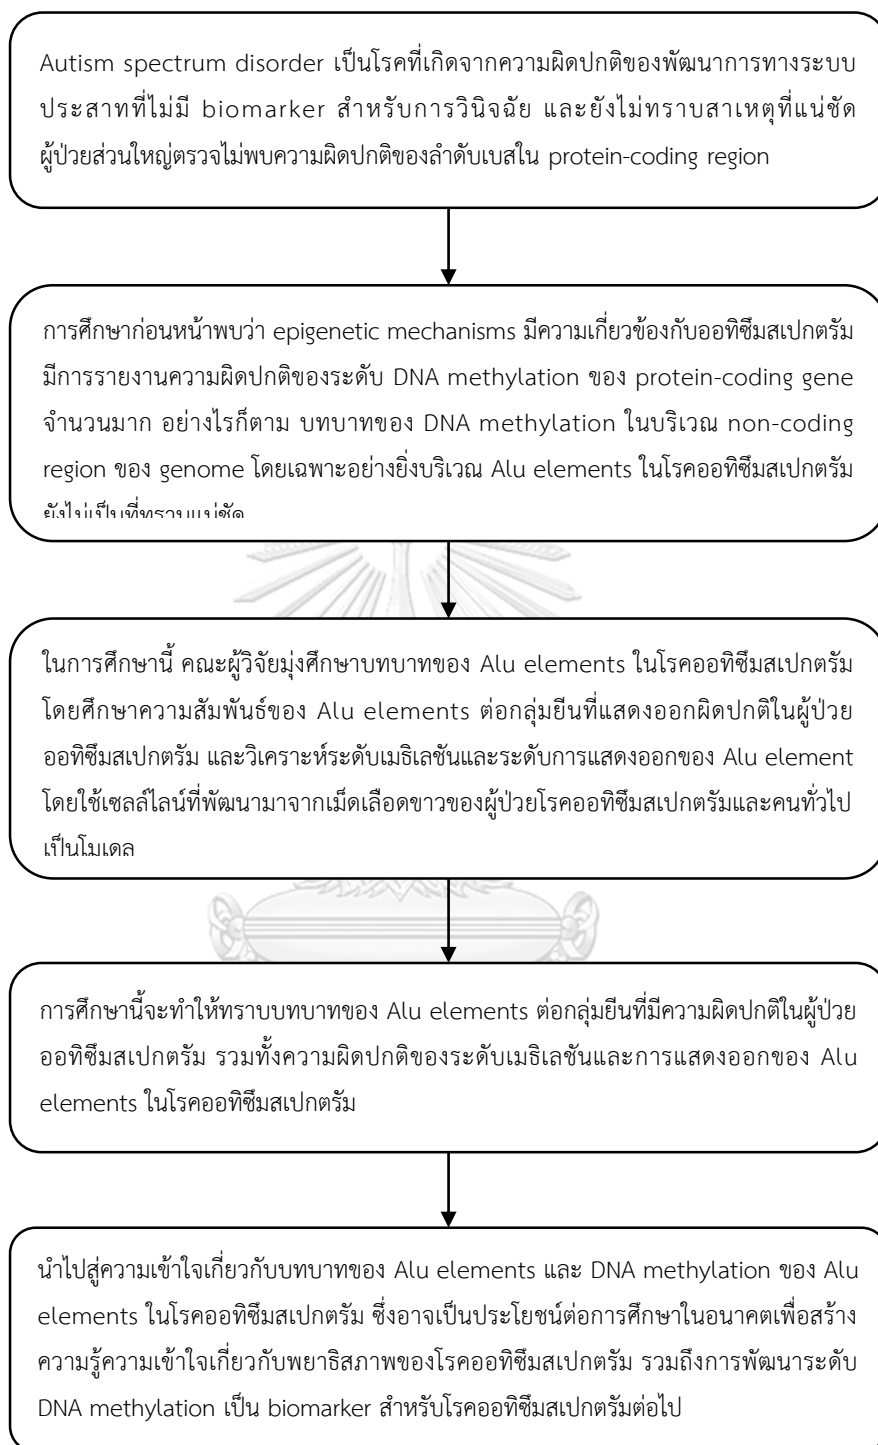 Autism spectrum disorder เป็นโรคที่เกิดจากความผิดปกติของพัฒนาการทางระบบ
ประสาทที่ไม่มี biomarker สำหรับการวินิจฉัย และยังไม่ทราบสาเหตุที่แน่ชัด
ผู้ป่วยส่วนใหญ่ตรวจไม่พบความผิดปกติของลำดับเบสใน protein-coding region
การศึกษาก่อนหน้าพบว่า epigenetic mechanisms มีความเกี่ยวข้องกับออทิซึมสเปกตรัม
มีการรายงานความผิดปกติของระดับ DNA methylation ของ protein-coding gene
จำนวนมาก อย่างไรก็ตาม บทบาทของ DNA methylation ในบริเวณ non-coding
region ของ genome โดยเฉพาะอย่างยิ่งบริเวณ Alu elements ในโรคออทิซึมสเปกตรัม
ยังไม่เป็นที่ทราบแน่ชัด
ในการศึกษานี้ คณะผู้วิจัยมุ่งศึกษาบทบาทของ Alu elements ในโรคออทิซึมสเปกตรัม
โดยศึกษาความสัมพันธ์ของ Alu elements ต่อกลุ่มยีนที่แสดงออกผิดปกติในผู้ป่วย
ออทิซึมสเปกตรัม และวิเคราะห์ระดับเมธิเลชันและระดับการแสดงออกของ Alu element
โดยใช้เซลล์ไลน์ที่พัฒนามาจากเม็ดเลือดขาวของผู้ป่วยโรคออทิซึมสเปกตรัมและคนทั่วไป
เป็นโมเดล
การศึกษานี้จะทำให้ทราบบทบาทของ Alu elements ต่อกลุ่มยีนที่มีความผิดปกติในผู้ป่วย
ออทิซึมสเปกตรัม รวมทั้งความผิดปกติของระดับเมธิเลชันและการแสดงออกของ Alu
elements ในโรคออทิซึมสเปกตรัม
นำไปสู่ความเข้าใจเกี่ยวกับบทบาทของ Alu elements และ DNA methylation ของ Alu
elements ในโรคออทิซึมสเปกตรัม ซึ่งอาจเป็นประโยชน์ต่อการศึกษาในอนาคตเพื่อสร้าง
ความรู้ความเข้าใจเกี่ยวกับพยาธิสภาพของโรคออทิซึมสเปกตรัม รวมถึงการพัฒนาระดับ
DNA methylation เป็น biomarker สำหรับโรคออทิซึมสเปกตรัมต่อไป